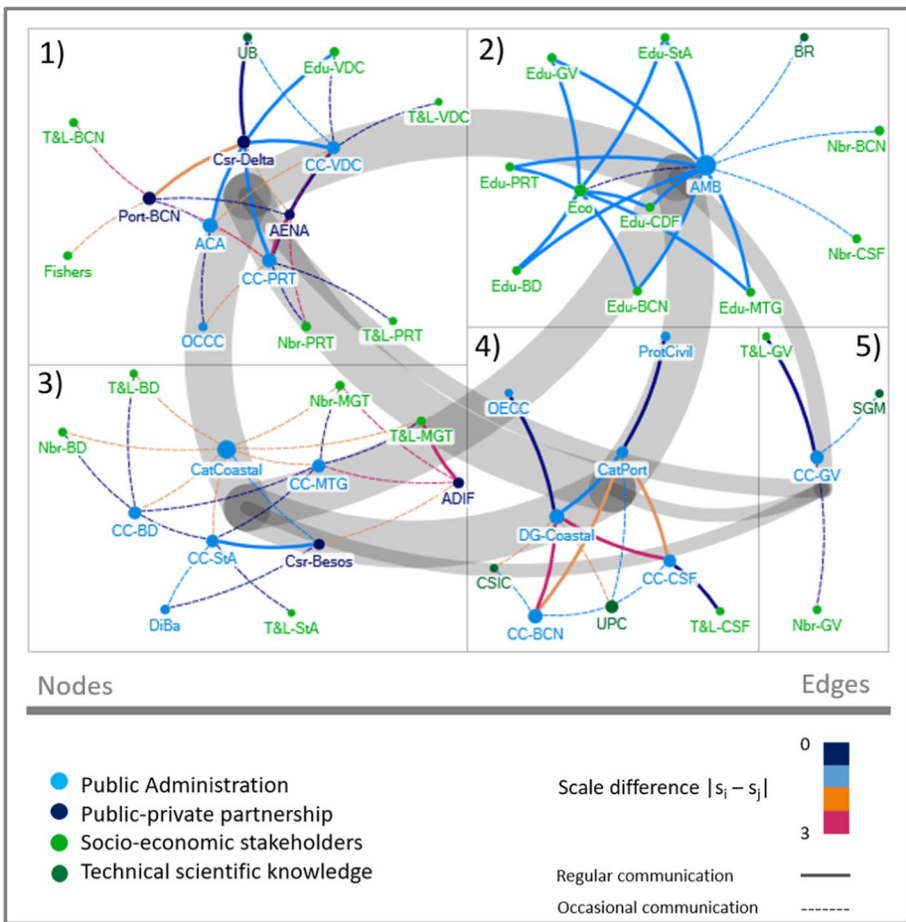 1)
UB
Edu-VDC
T&L-VDC
T&L-BCN
Csr-Delta
CC-VDC
Port-BCN
AENA
ACA
Fishers
CC-PRT
OCCC
Nbr-PRT
T&L-PRT
2)
Edu-StA
BR
Edu-GV
Nbr-BCN
AMB
Edu-PRT
Eco
Edu-CDF
Nbr-CSF
Edu-BD
Edu-BCN
Edu-MTG
3)
T&L-BD
Nbr-MGT
Nbr-BD
T&L-MGT
CatCoastal
CC-MTG
ADIF
CC-BD
CC-StA
Csr-Besos
DiBa
T&L-StA
4)
ProtCivil
OECC
CatPort
DG-Coastal
CSIC
CC-CSF
CC-BCN
UPC
T&L-CSF
5)
T&L-GV
SGM
CC-GV
Nbr-GV
Nodes
Edges
Public Administration
Public-private partnership
Socio-economic stakeholders
Technical scientific knowledge
0
Scale difference |si – sj|
3
Regular communication
Occasional communication